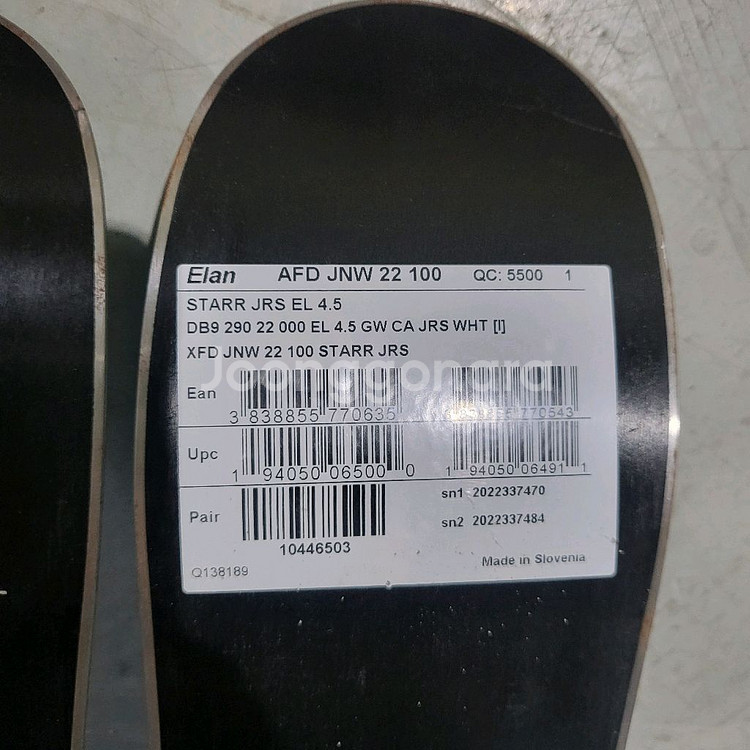 Elan AFD JNW 22 100 QC: 5500 1
STARR JRS EL 4.5
DB9 290 22 000 EL 4.5 GW CA JRS WHT [I]
XFD JNW 22 100 STARR JRS
Joonggonara
Ean
3 838855 770635
770543
Upc
1 94050 06500 0
1 94050 06491 1
Pair
10446503
sn1 2022337470
sn2 2022337484
Q138189
Made in Slovenia